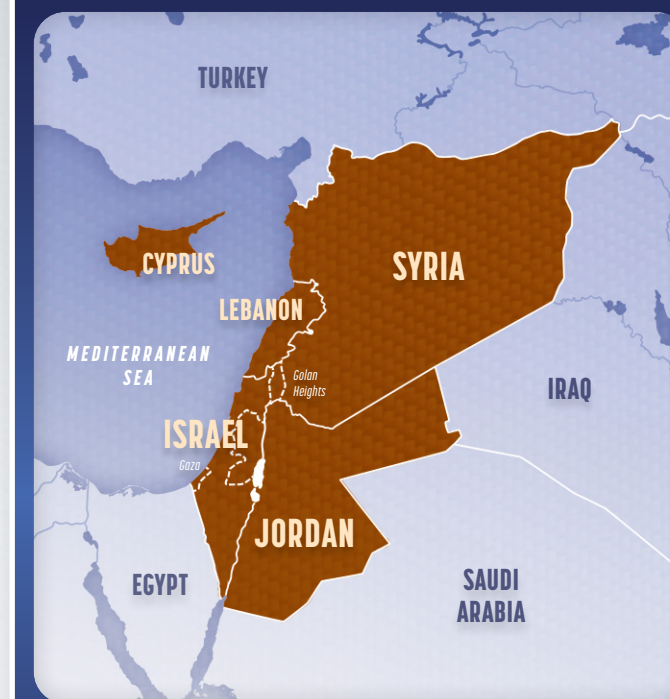 TURKEY
CYPRUS
SYRIA
LEBANON
MEDITERRANEAN
SEA
Golan
Heights
IRAQ
ISRAEL
Gaza
JORDAN
EGYPT
SAUDI
ARABIA